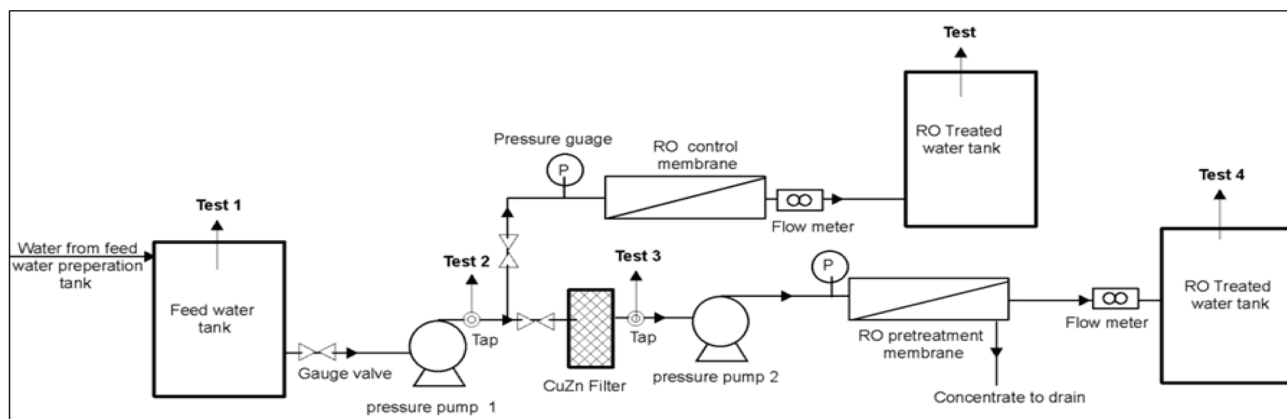 Test
RO Treated
water tank
Pressure guage
P
RO control
membrane
Flow meter
Test 4
RO Treated
water tank
Test 1
Water from feed
water preperation
tank
Feed water
tank
Gauge valve
Test 2
Tap
pressure pump 1
Test 3
Tap
CuZn Filter
pressure pump 2
P
RO pretreatment
membrane
Concentrate to drain
Flow meter